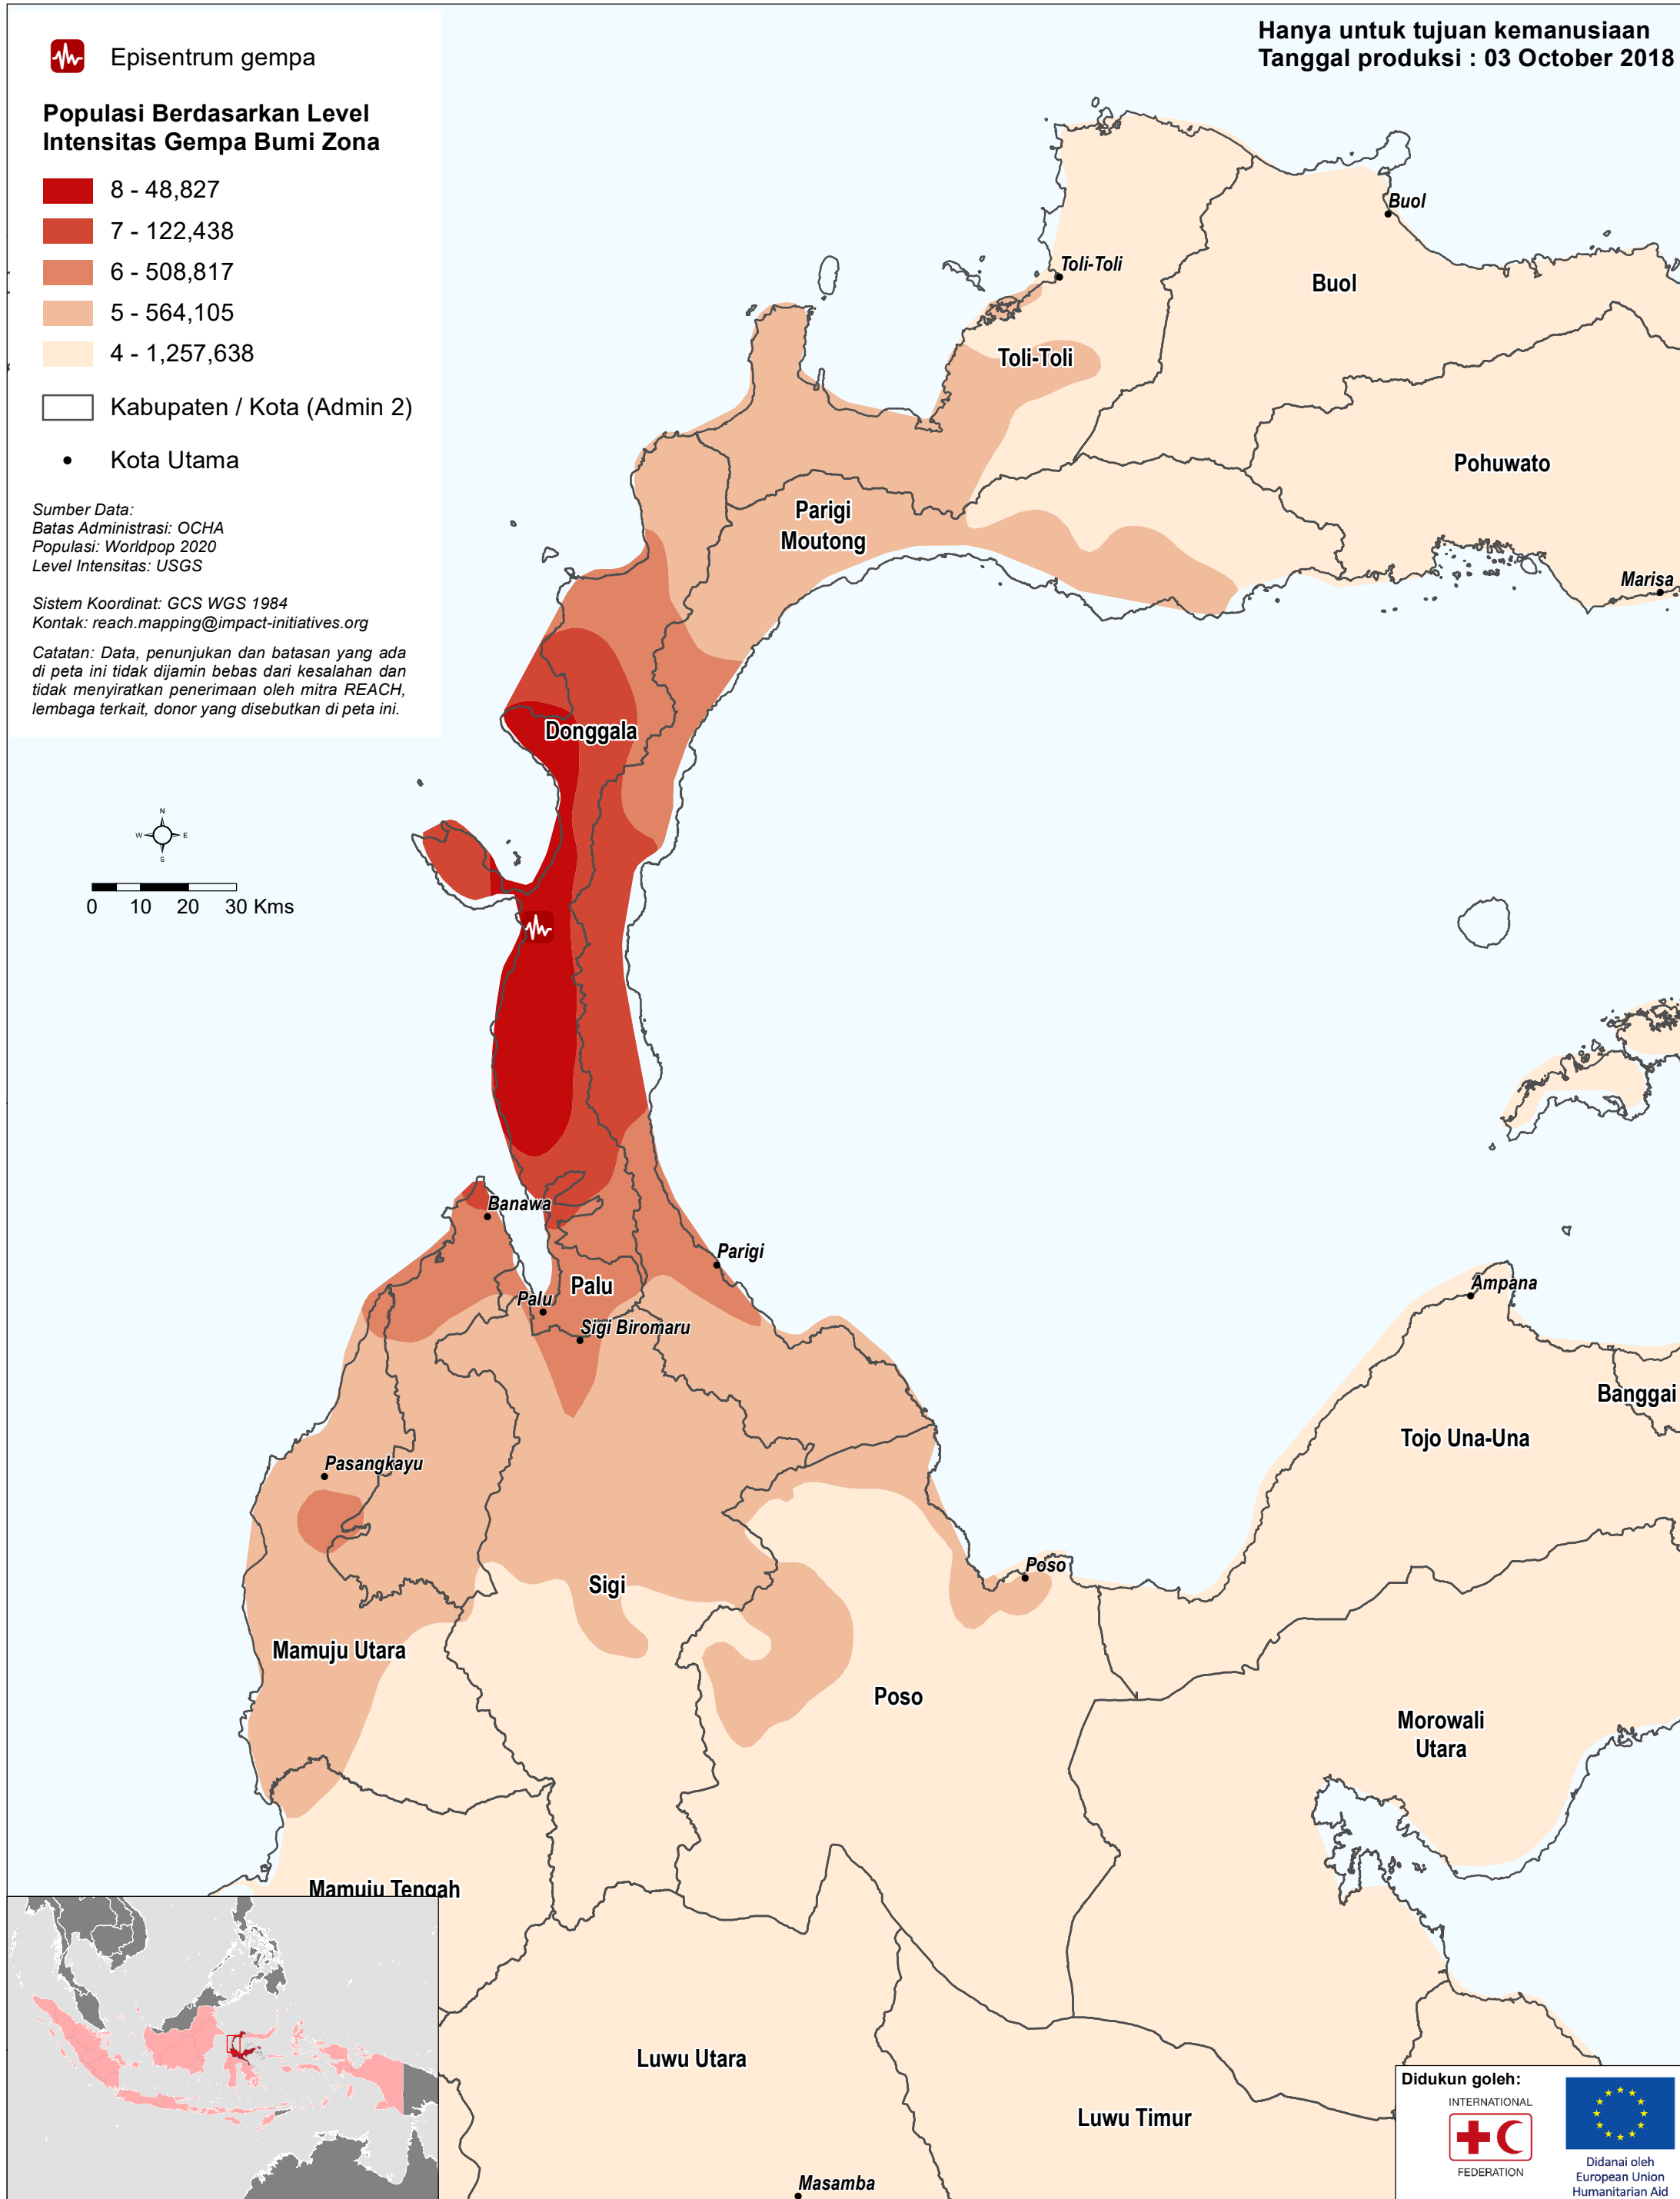 Hanya untuk tujuan kemanusiaan
Tanggal produksi : 03 October 2018
Episentrum gempa
Populasi Berdasarkan Level
Intensitas Gempa Bumi Zona
8 - 48,827
7 - 122,438
6 - 508,817
5 - 564,105
4 - 1,257,638
Kabupaten / Kota (Admin 2)
Kota Utama
Sumber Data:
Batas Administrasi: OCHA
Populasi: Worldpop 2020
Level Intensitas: USGS
Sistem Koordinat: GCS WGS 1984
Kontak: reach.mapping@impact-initiatives.org
Catatan: Data, penunjukan dan batasan yang ada
di peta ini tidak dijamin bebas dari kesalahan dan
tidak menyiratkan penerimaan oleh mitra REACH,
lembaga terkait, donor yang disebutkan di peta ini.
N
W E
S
0 10 20 30 Kms
Buol
Toli-Toli
Buol
Toli-Toli
Pohuwato
Parigi
Moutong
Marisa
Donggala
Banawa
Parigi
Palu
Palu
Sigi Biromaru
Ampana
Banggai
Tojo Una-Una
Pasangkayu
Poso
Sigi
Mamuju Utara
Poso
Morowali
Utara
Mamuju Tengah
Luwu Utara
Luwu Timur
Masamba
Didukun goleh:
INTERNATIONAL
FEDERATION
Didanai oleh
European Union
Humanitarian Aid